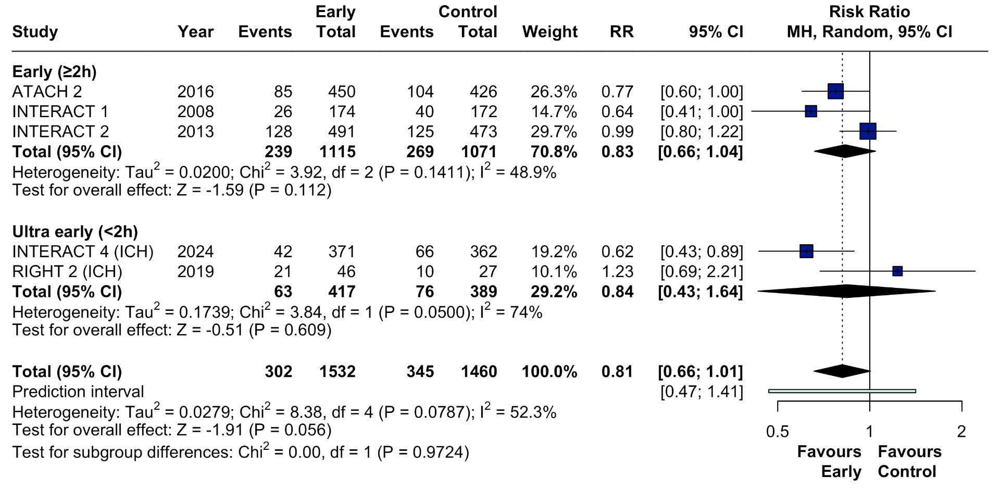 Early Control Risk Ratio
Study Year Events Total Events Total Weight RR 95% CI MH, Random, 95% CI
Early (≥2h)
ATACH 2 2016 85 450 104 426 26.3% 0.77 [0.60; 1.00]
INTERACT 1 2008 26 174 40 172 14.7% 0.64 [0.41; 1.00]
INTERACT 2 2013 128 491 125 473 29.7% 0.99 [0.80; 1.22]
Total (95% CI) 239 1115 269 1071 70.8% 0.83 [0.66; 1.04]
Heterogeneity: Tau² = 0.0200; Chi² = 3.92, df = 2 (P = 0.1411); I² = 48.9%
Test for overall effect: Z = -1.59 (P = 0.112)
Ultra early (<2h)
INTERACT 4 (ICH) 2024 42 371 66 362 19.2% 0.62 [0.43; 0.89]
RIGHT 2 (ICH) 2019 21 46 10 27 10.1% 1.23 [0.69; 2.21]
Total (95% CI) 63 417 76 389 29.2% 0.84 [0.43; 1.64]
Heterogeneity: Tau² = 0.1739; Chi² = 3.84, df = 1 (P = 0.0500); I² = 74%
Test for overall effect: Z = -0.51 (P = 0.609)
Total (95% CI) 302 1532 345 1460 100.0% 0.81 [0.66; 1.01]
Prediction interval [0.47; 1.41]
Heterogeneity: Tau² = 0.0279; Chi² = 8.38, df = 4 (P = 0.0787); I² = 52.3%
Test for overall effect: Z = -1.91 (P = 0.056)
0.5 1 2
Test for subgroup differences: Chi² = 0.00, df = 1 (P = 0.9724)
Favours Favours
Early Control